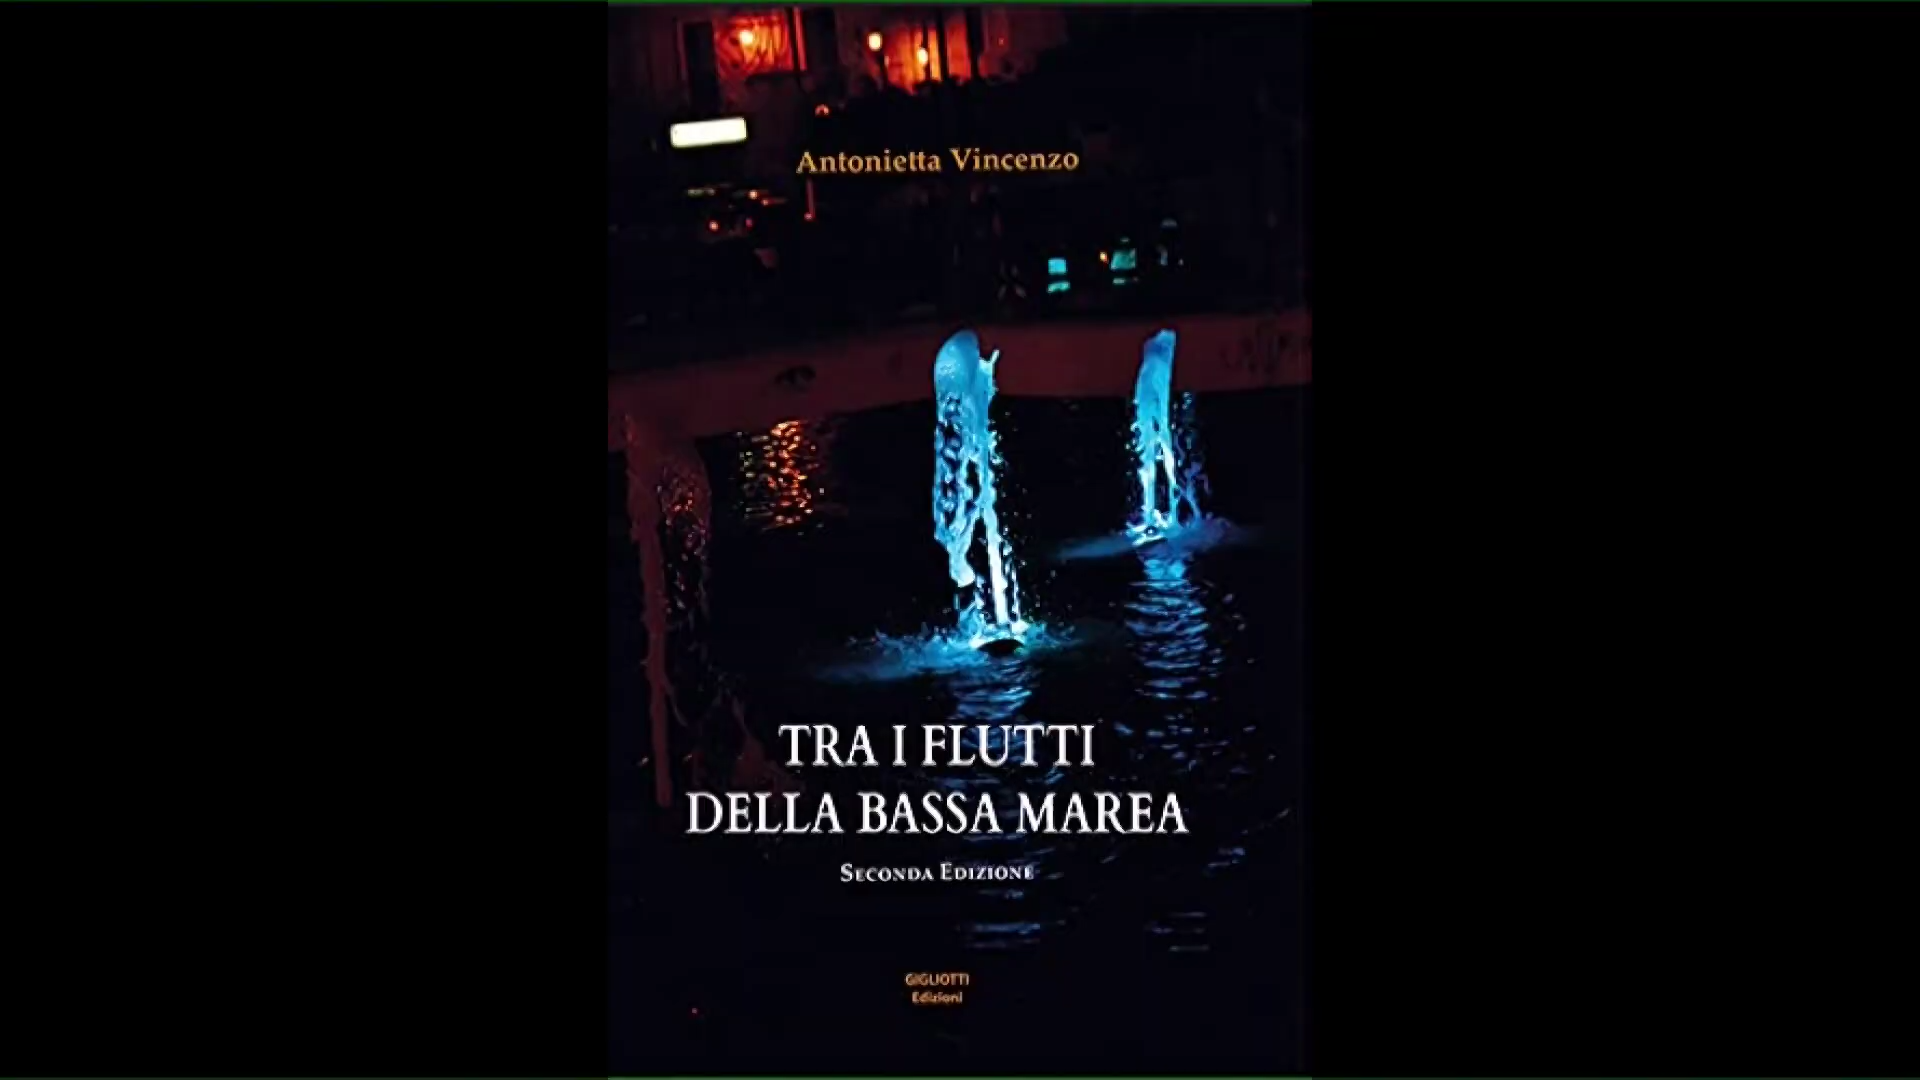 Antonietta Vincenzo
TRA I FLUTTI
DELLA BASSA MAREA
SECONDA EDIZIONE
GIGLIOTTI
Edizioni